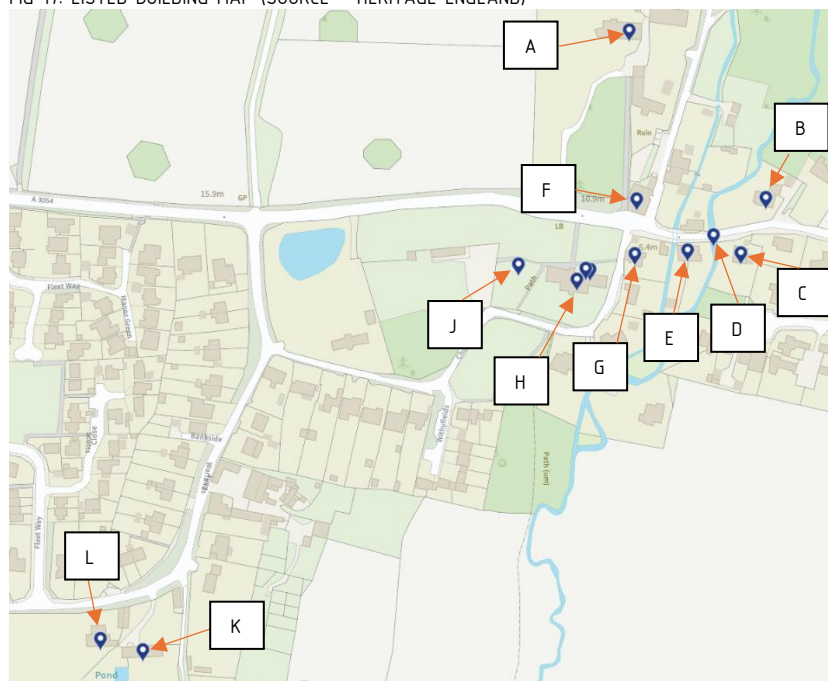 FIG 17: LISTED BUILDING MAP (SOURCE – HERITAGE ENGLAND)
A
B
Ruin
F
15.9m
GP
A 3054
10.9m
LB
6.4m
Fleet Way
Path
J
C
H
G
E
D
Withyfields
Bankside
Close
Path (um)
Fleet Way
L
K
Pond